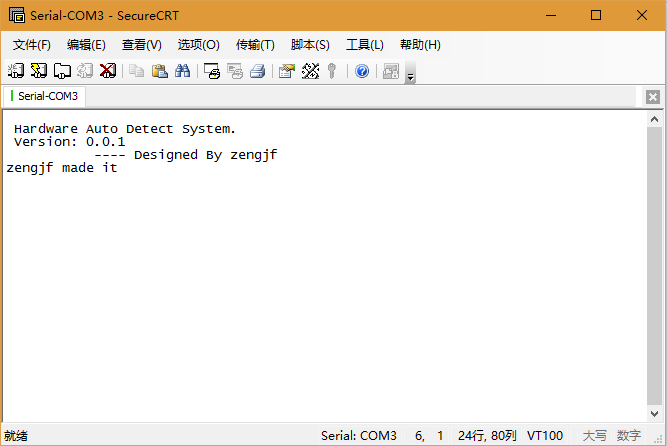 Serial-COM3 - SecureCRT
文件(F) 编辑(E) 查看(V) 选项(O) 传输(T) 脚本(S) 工具(L) 帮助(H)
Serial-COM3
Hardware Auto Detect System.
Version: 0.0.1
---- Designed By zengjf
zengjf made it
就绪 Serial: COM3 6, 1 24行, 80列 VT100 大写 数字